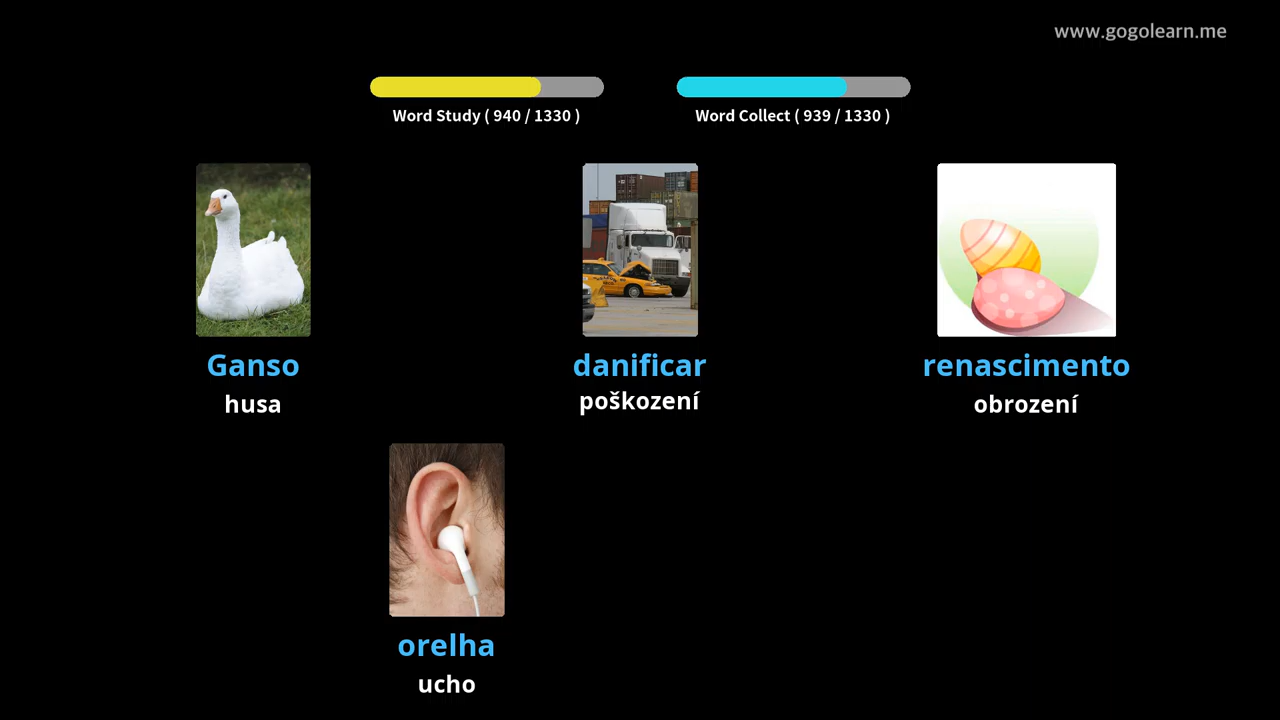 www.gogolearn.me
Word Study ( 940 / 1330 )
Word Collect ( 939 / 1330 )
Ganso
husa
danificar
poškození
renascimento
obrození
orelha
ucho